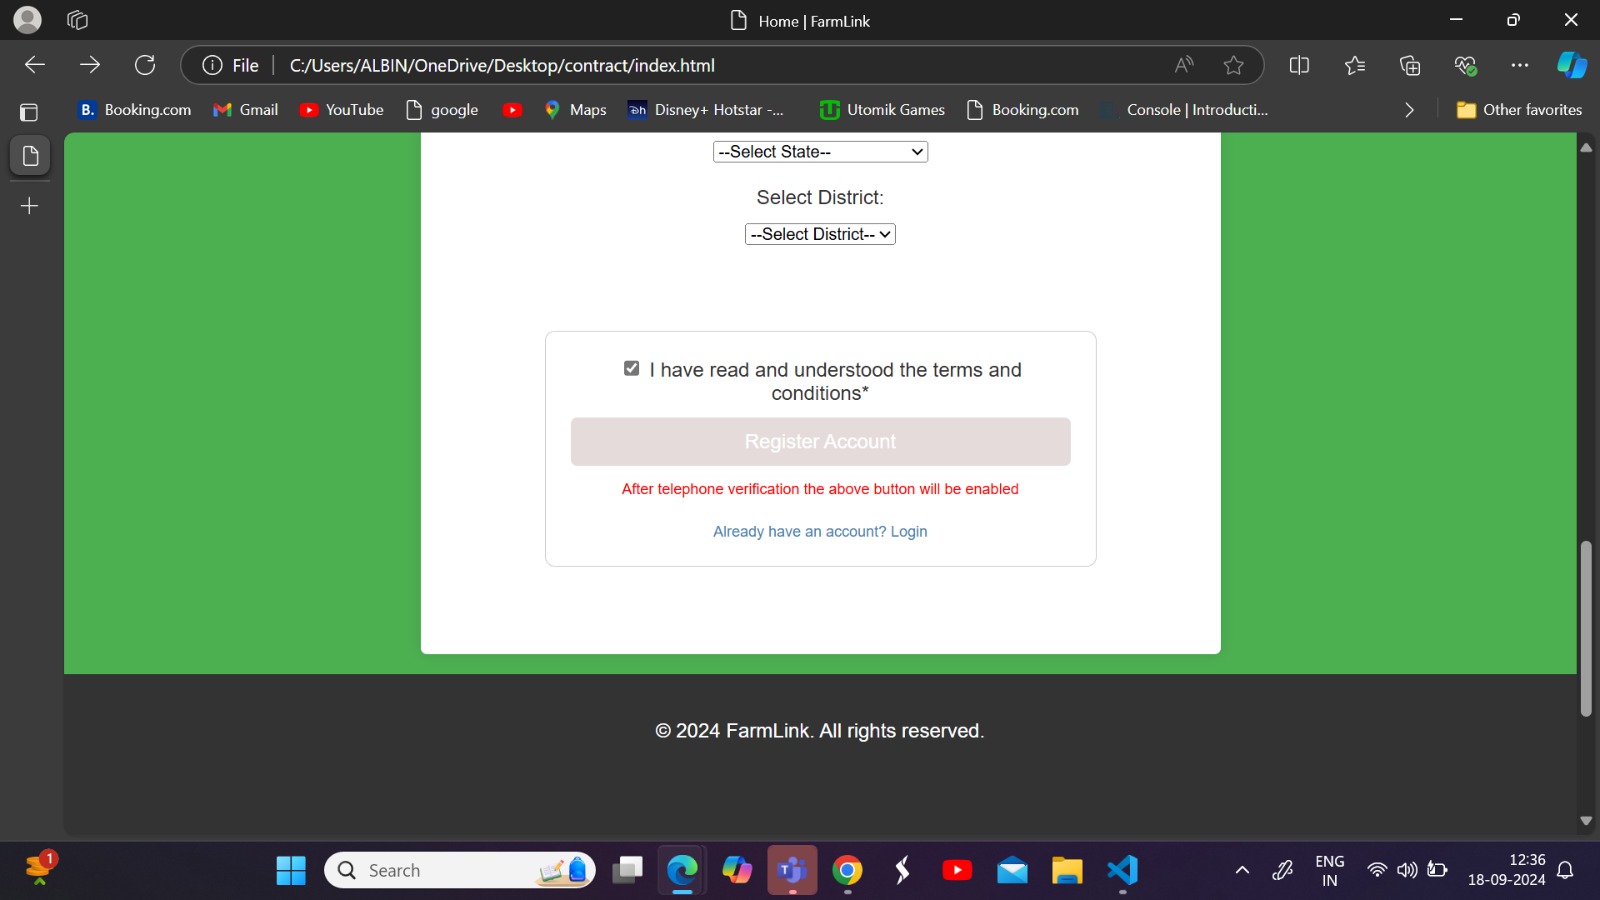 Home | FarmLink
File
C:/Users/ALBIN/OneDrive/Desktop/contract/index.html
B. Booking.com
Gmail
YouTube
google
Maps
Disney+ Hotstar -...
Utomik Games
Booking.com
Console | Introducti...
Other favorites
--Select State--
Select District:
--Select District--
I have read and understood the terms and
conditions*
Register Account
After telephone verification the above button will be enabled
Already have an account? Login
© 2024 FarmLink. All rights reserved.
1
Search
ENG
IN
12:36
18-09-2024